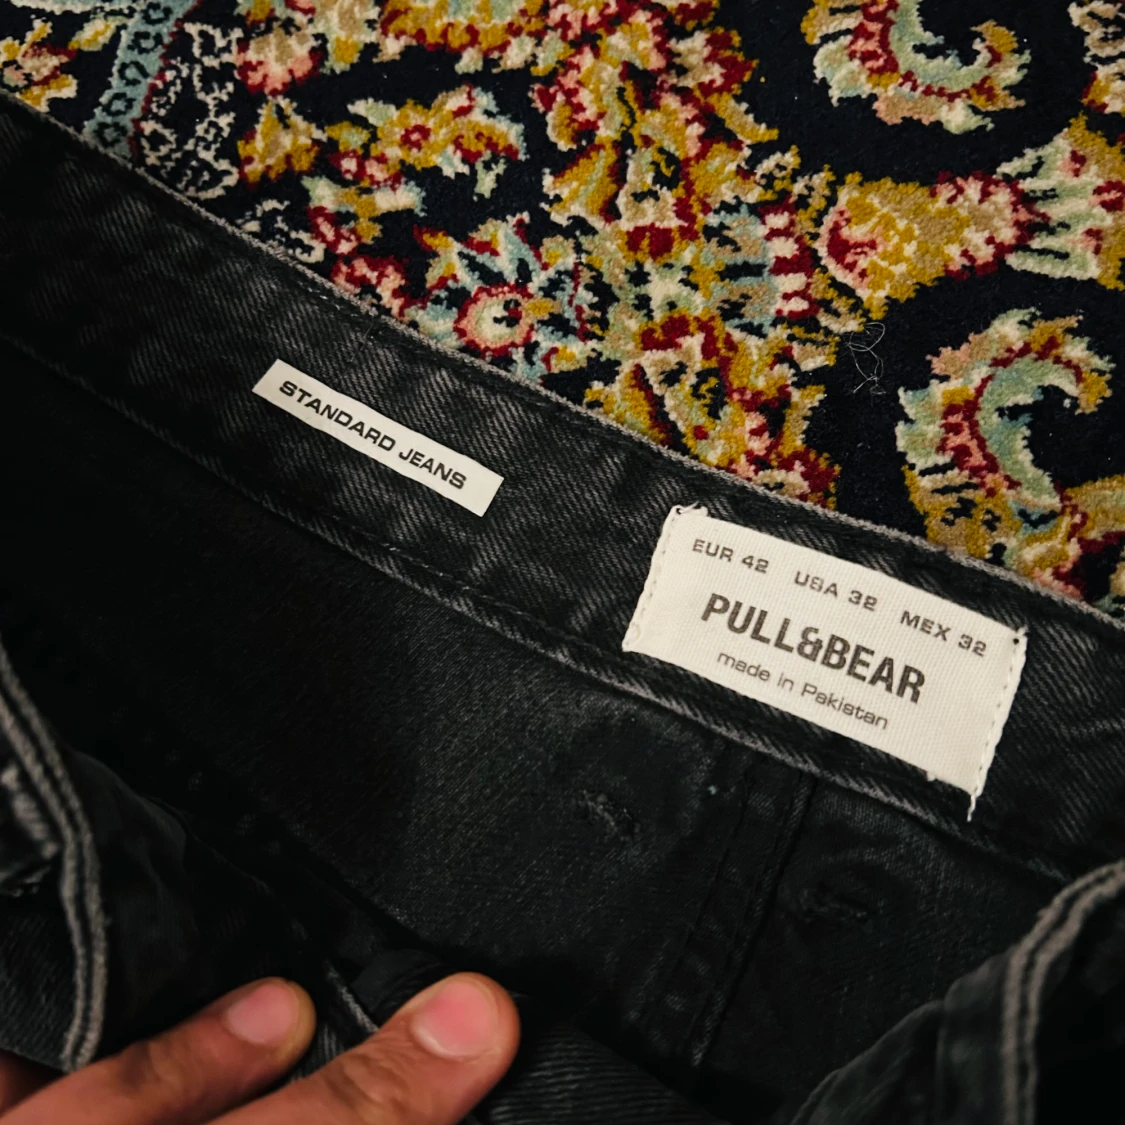 STANDARD JEANS
EUR 42 USA 32 MEX 32
PULL&BEAR
made in Pakistan